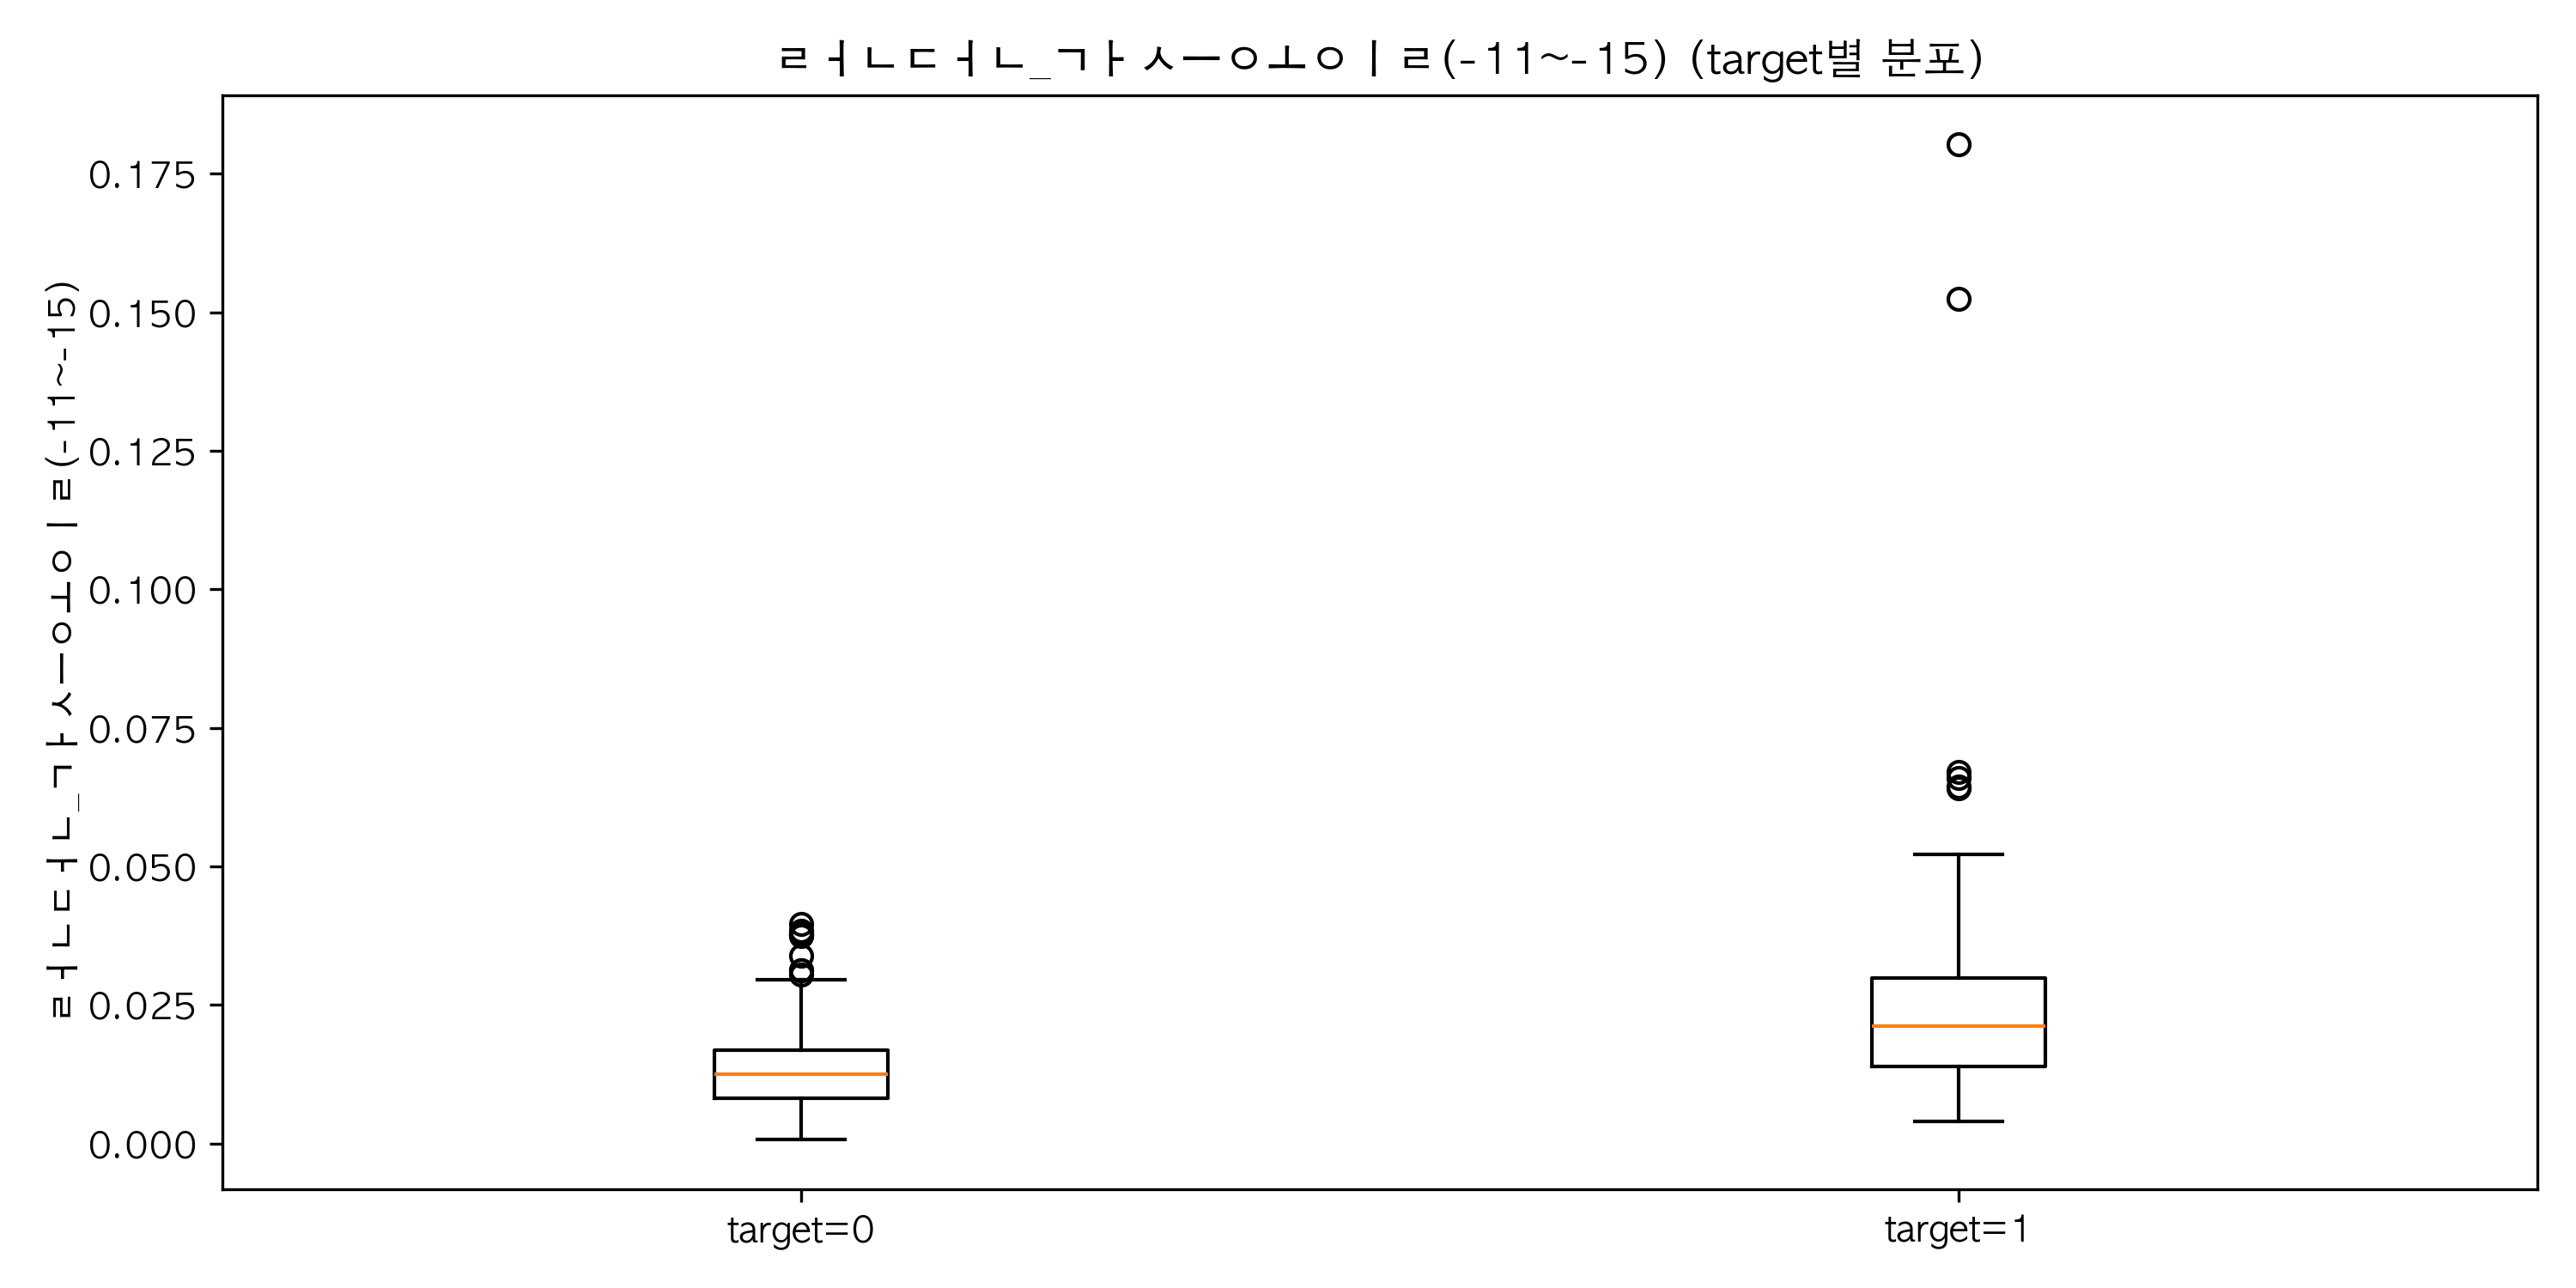 ㄹㅓㄴㄷㅓㄴ_ㄱㅏㅅㅡㅇㅗㅇㅣㄹ(-11~-15) (target별 분포)
ㄹㅓㄴㄷㅓㄴ_ㄱㅏㅅㅡㅇㅗㅇㅣㄹ(-11~-15)
0.175
0.150
0.125
0.100
0.075
0.050
0.025
0.000
target=0
target=1